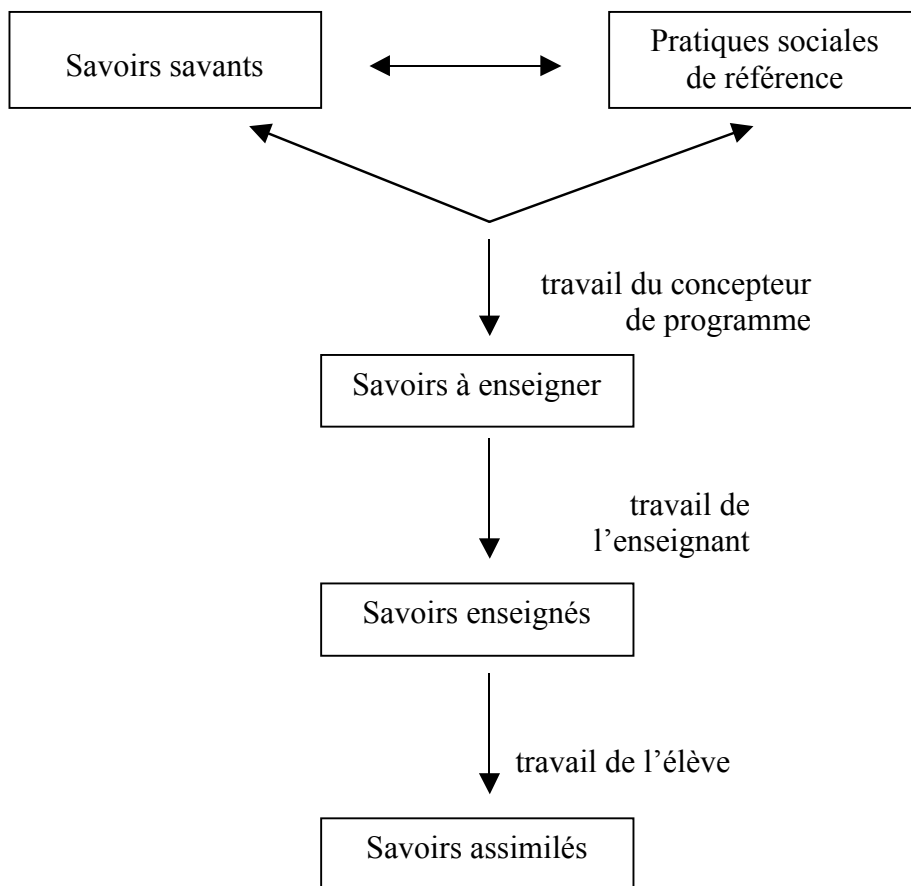 Savoirs savants
Pratiques sociales
de référence
travail du concepteur
de programme
Savoirs à enseigner
travail de
l’enseignant
Savoirs enseignés
travail de l’élève
Savoirs assimilés